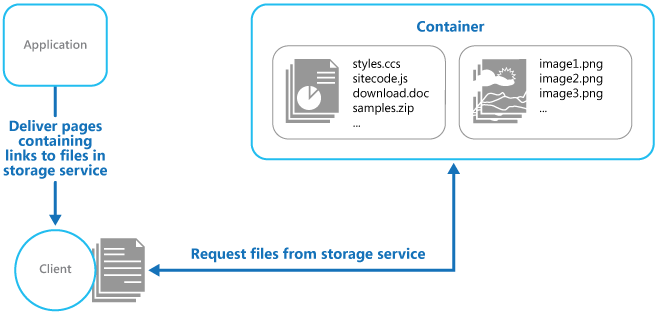 Application
Container
styles.ccs
sitecode.js
download.doc
samples.zip
...
image1.png
image2.png
image3.png
...
Deliver pages
containing
links to files in
storage service
Request files from storage service
Client